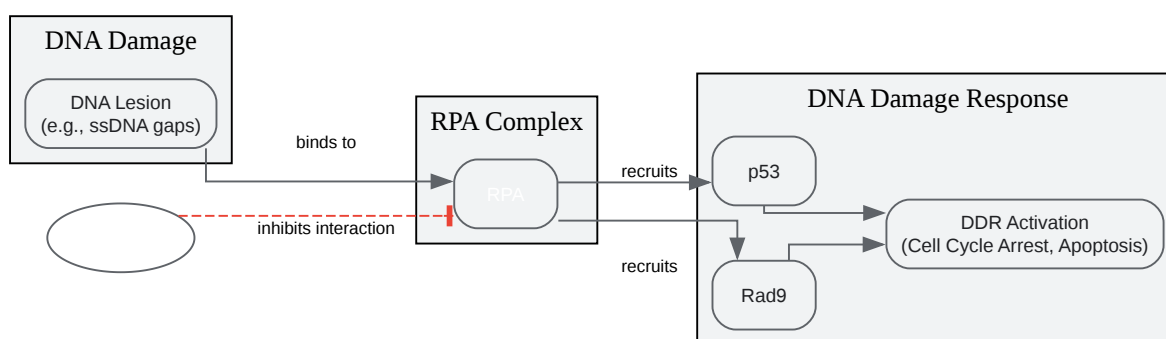 DNA Damage
DNA Lesion
(e.g., ssDNA gaps)
binds to
inhibits interaction
RPA Complex
RPA
recruits
recruits
DNA Damage Response
p53
Rad9
DDR Activation
(Cell Cycle Arrest, Apoptosis)